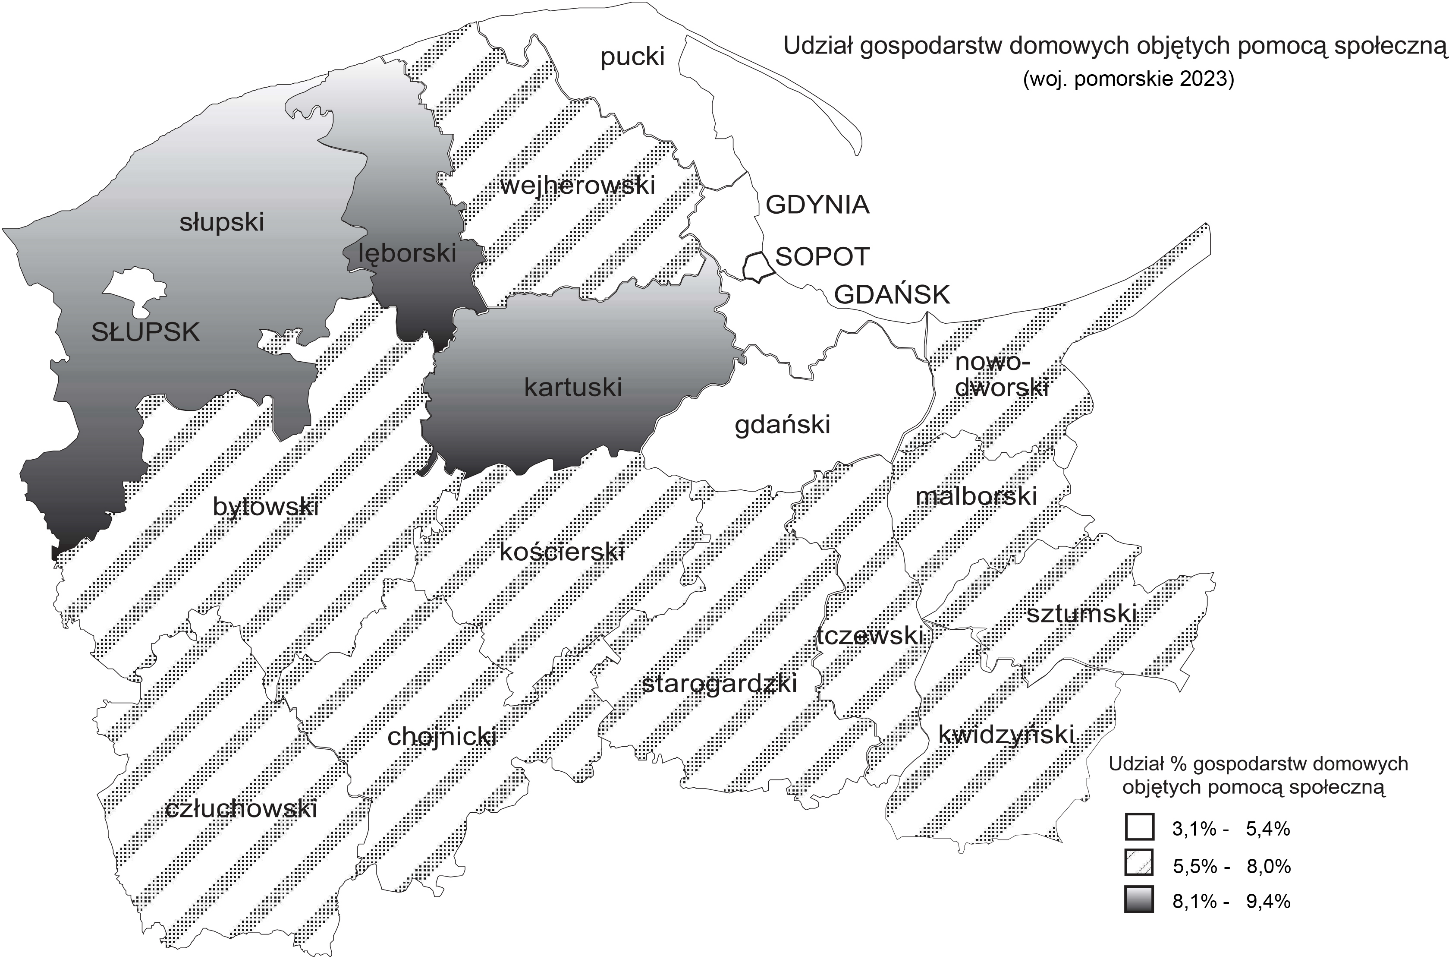 Udział gospodarstw domowych objętych pomocą społeczną
(woj. pomorskie 2023)
pucki
wejherowski
GDYNIA
słupski
lęborski
SOPOT
GDAŃSK
SŁUPSK
nowo-
dworski
kartuski
gdański
malborski
bytowski
kościerski
sztumski
tczewski
starogardzki
chojnicki
kwidzyński
człuchowski
Udział % gospodarstw domowych
objętych pomocą społeczną
3,1% - 5,4%
5,5% - 8,0%
8,1% - 9,4%